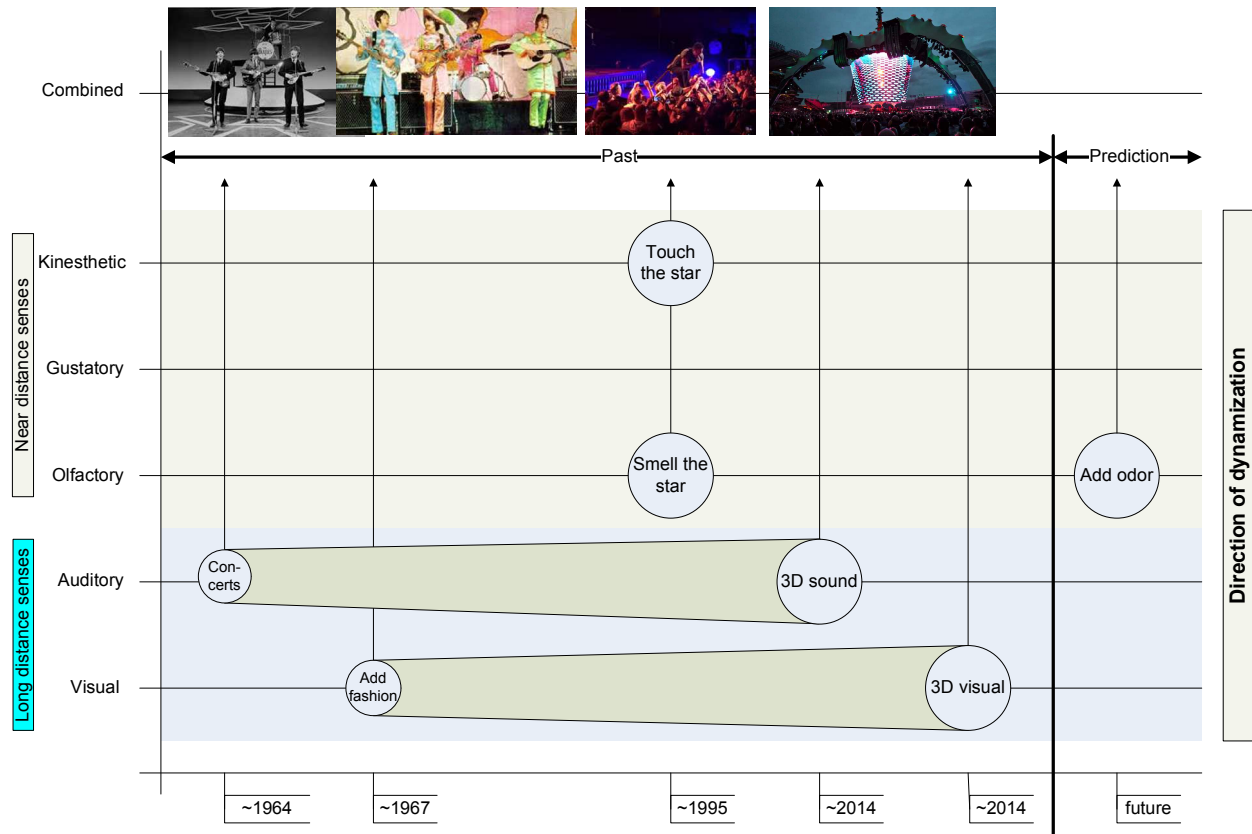 Combined
Past
Prediction
Near distance senses
Kinesthetic
Touch
the star
Gustatory
Olfactory
Smell the
star
Add odor
Long distance senses
Auditory
Con-
certs
3D sound
Visual
Add
fashion
3D visual
Direction of dynamization
~1964
~1967
~1995
~2014
~2014
future